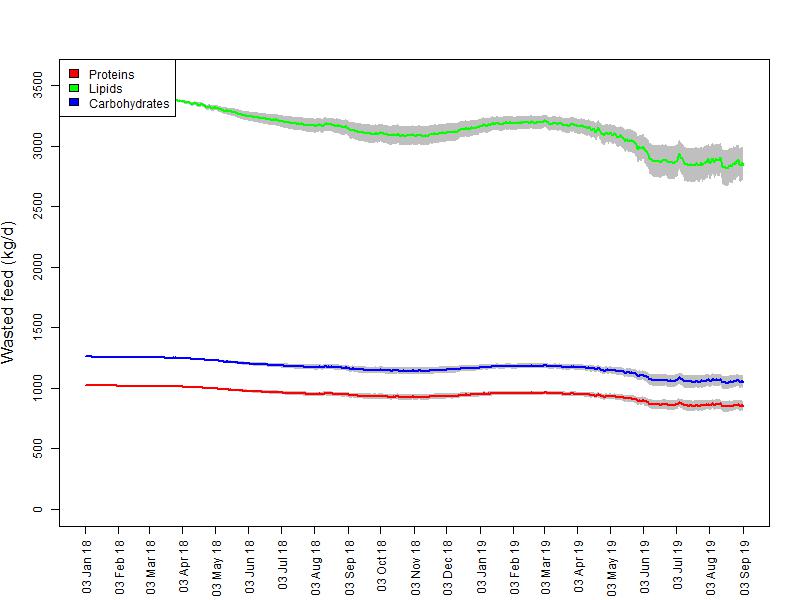 Proteins
Lipids
Carbohydrates
Wasted feed (kg/d)
3500
3000
2500
2000
1500
1000
500
0
03 Jan 18
03 Feb 18
03 Mar 18
03 Apr 18
03 May 18
03 Jun 18
03 Jul 18
03 Aug 18
03 Sep 18
03 Oct 18
03 Nov 18
03 Dec 18
03 Jan 19
03 Feb 19
03 Mar 19
03 Apr 19
03 May 19
03 Jun 19
03 Jul 19
03 Aug 19
03 Sep 19